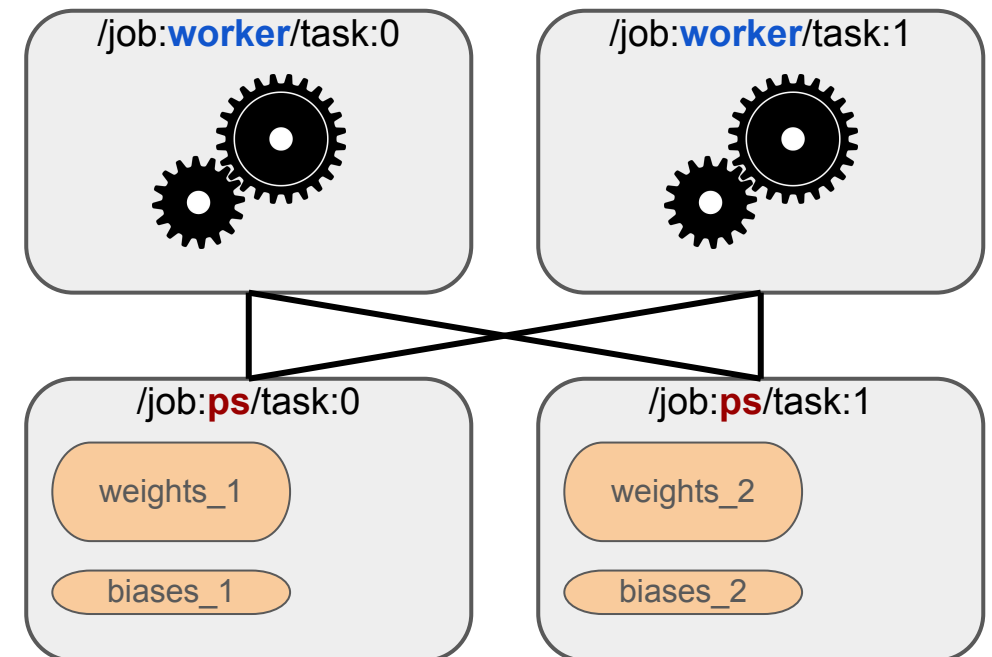 /job:worker/task:0
/job:worker/task:1
/job:ps/task:0
/job:ps/task:1
weights_1
weights_2
biases_1
biases_2